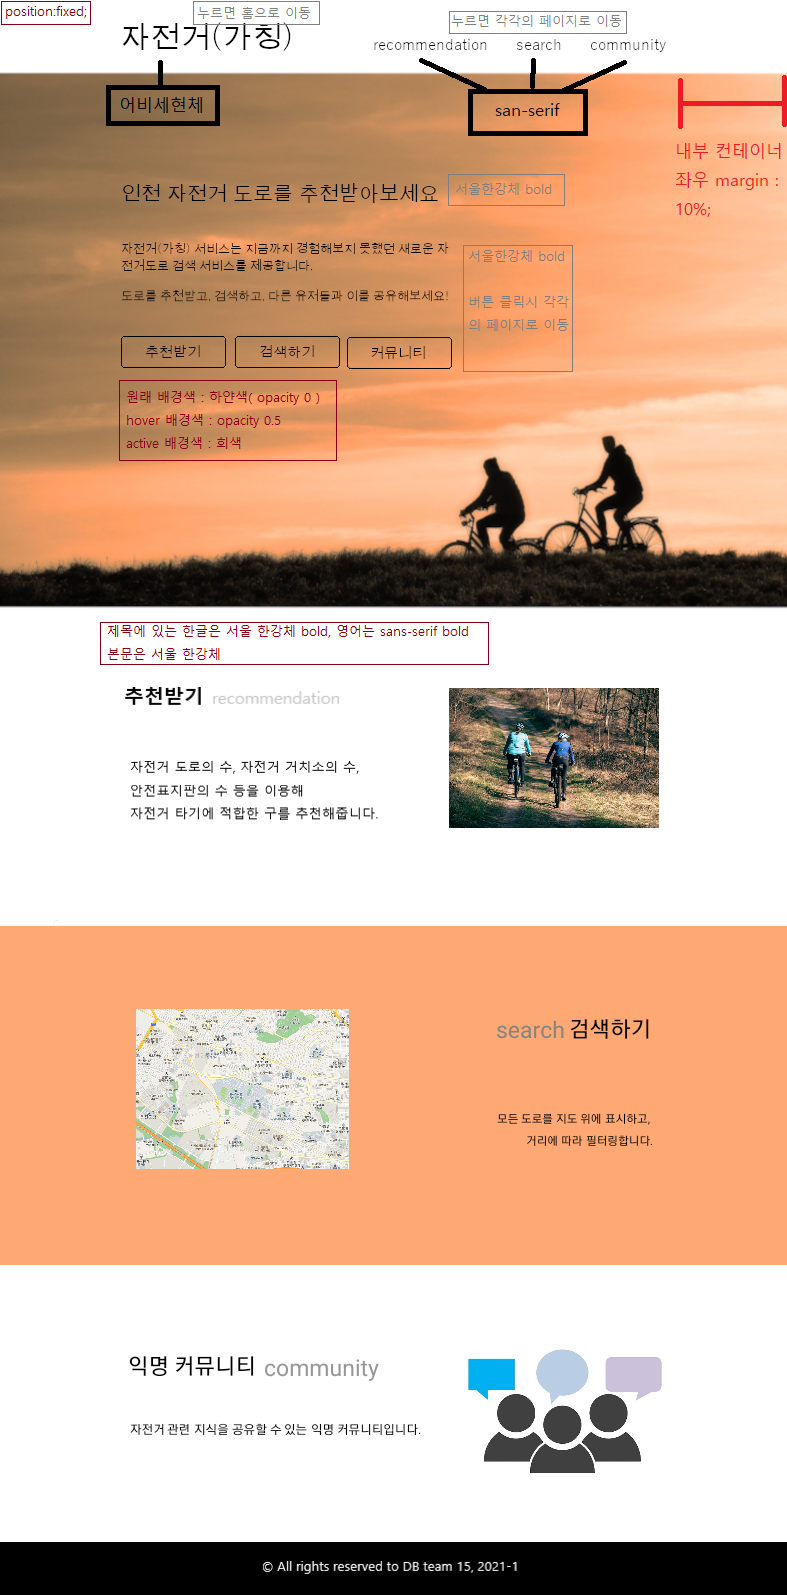 position:fixed;
누르면 홈으로 이동
자전거(가칭)
누르면 각각의 페이지로 이동
recommendation search community
어비세현체
san-serif
내부 컨테이너
좌우 margin :
10%;
인천 자전거 도로를 추천받아보세요
서울한강체 bold
자전거(가칭) 서비스는 지금까지 경험해보지 못했던 새로운 자
전거도로 검색 서비스를 제공합니다.
도로를 추천받고, 검색하고, 다른 유저들과 이를 공유해보세요!
서울한강체 bold
버튼 클릭시 각각
의 페이지로 이동
추천받기 검색하기 커뮤니티
원래 배경색 : 하얀색( opacity 0 )
hover 배경색 : opacity 0.5
active 배경색 : 회색
제목에 있는 한글은 서울 한강체 bold, 영어는 sans-serif bold
본문은 서울 한강체
추천받기 recommendation
자전거 도로의 수, 자전거 거치소의 수,
안전표지판의 수 등을 이용해
자전거 타기에 적합한 구를 추천해줍니다.
search 검색하기
모든 도로를 지도 위에 표시하고,
거리에 따라 필터링합니다.
익명 커뮤니티 community
자전거 관련 지식을 공유할 수 있는 익명 커뮤니티입니다.
© All rights reserved to DB team 15, 2021-1